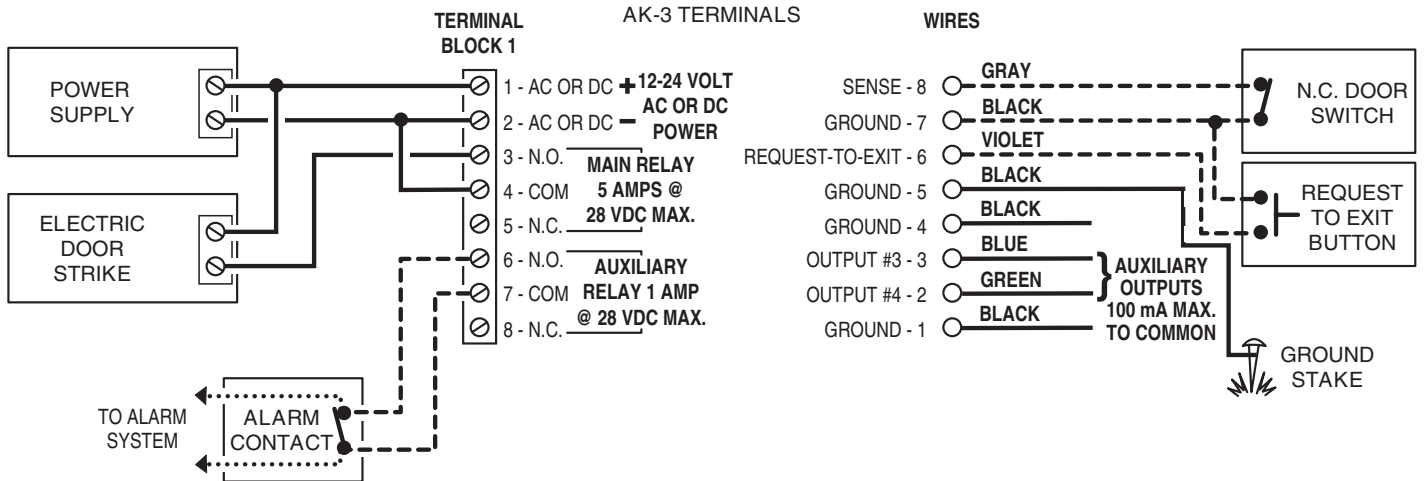 AK-3 TERMINALS
TERMINAL
BLOCK 1
WIRES
POWER
SUPPLY
ELECTRIC
DOOR
STRIKE
1 - AC OR DC +
2 - AC OR DC –
12-24 VOLT
AC OR DC
POWER
3 - N.O.
4 - COM
5 - N.C.
MAIN RELAY
5 AMPS @
28 VDC MAX.
6 - N.O.
7 - COM
8 - N.C.
AUXILIARY
RELAY 1 AMP
@ 28 VDC MAX.
TO ALARM
SYSTEM
ALARM
CONTACT
SENSE - 8
GRAY
GROUND - 7
BLACK
REQUEST-TO-EXIT - 6
VIOLET
GROUND - 5
BLACK
GROUND - 4
BLACK
OUTPUT #3 - 3
BLUE
OUTPUT #4 - 2
GREEN
GROUND - 1
BLACK
} AUXILIARY
OUTPUTS
100 mA MAX.
TO COMMON
N.C. DOOR
SWITCH
REQUEST
TO EXIT
BUTTON
GROUND
STAKE